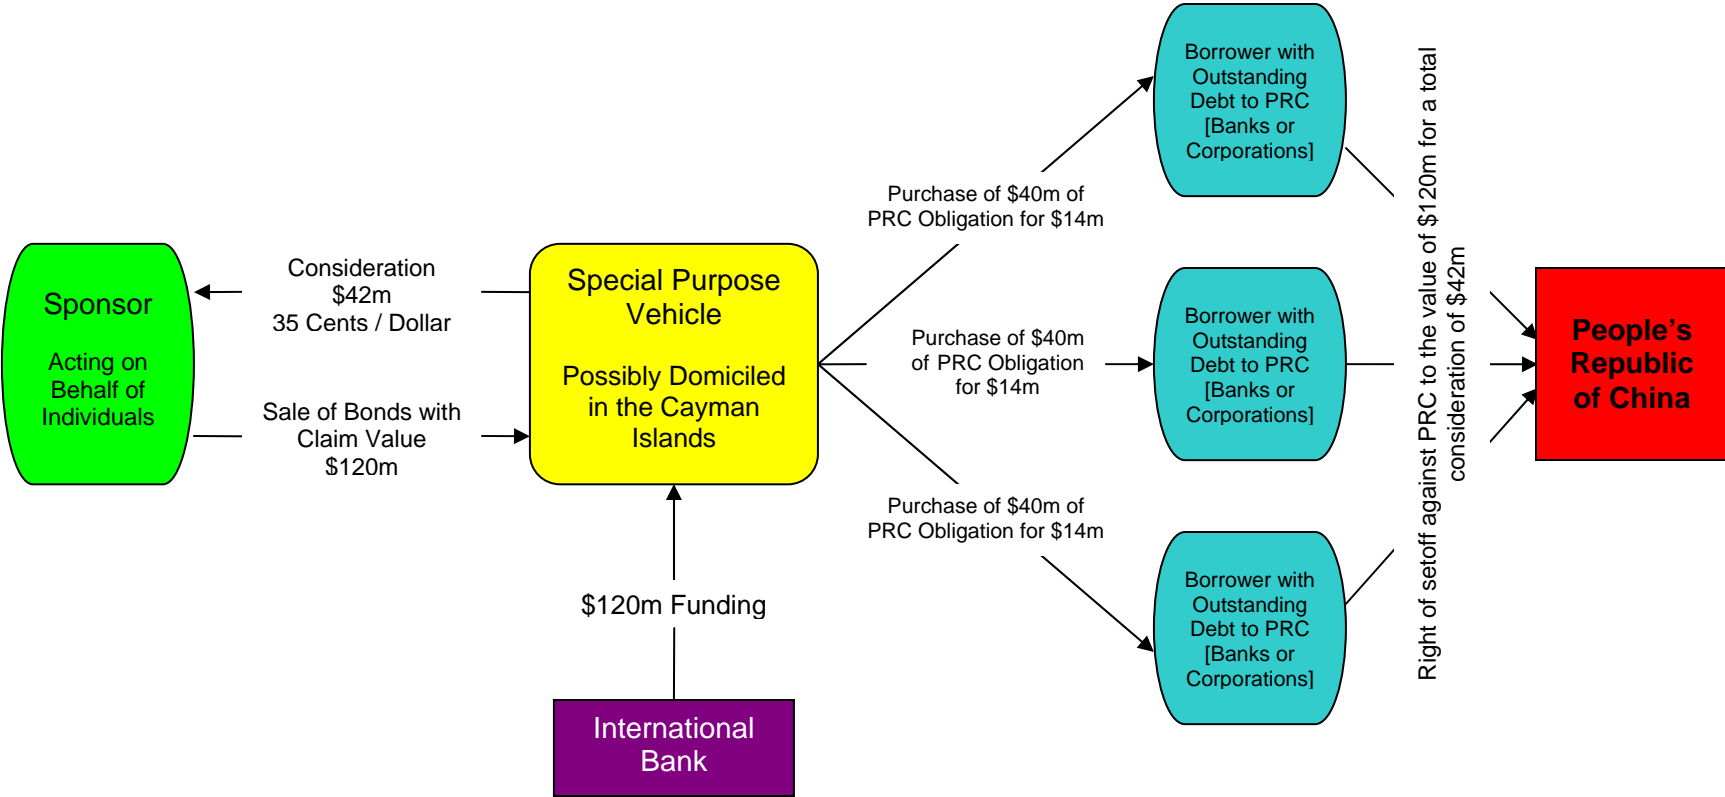 Sponsor
Acting on
Behalf of
Individuals
Consideration
$42m
35 Cents / Dollar
Sale of Bonds with
Claim Value
$120m
Special Purpose
Vehicle
Possibly Domiciled
in the Cayman
Islands
$120m Funding
International
Bank
Purchase of $40m of
PRC Obligation for $14m
Purchase of $40m
of PRC Obligation
for $14m
Purchase of $40m of
PRC Obligation for $14m
Borrower with
Outstanding
Debt to PRC
[Banks or
Corporations]
Borrower with
Outstanding
Debt to PRC
[Banks or
Corporations]
Borrower with
Outstanding
Debt to PRC
[Banks or
Corporations]
Right of setoff against PRC to the value of $120m for a total
consideration of $42m
People's
Republic
of China